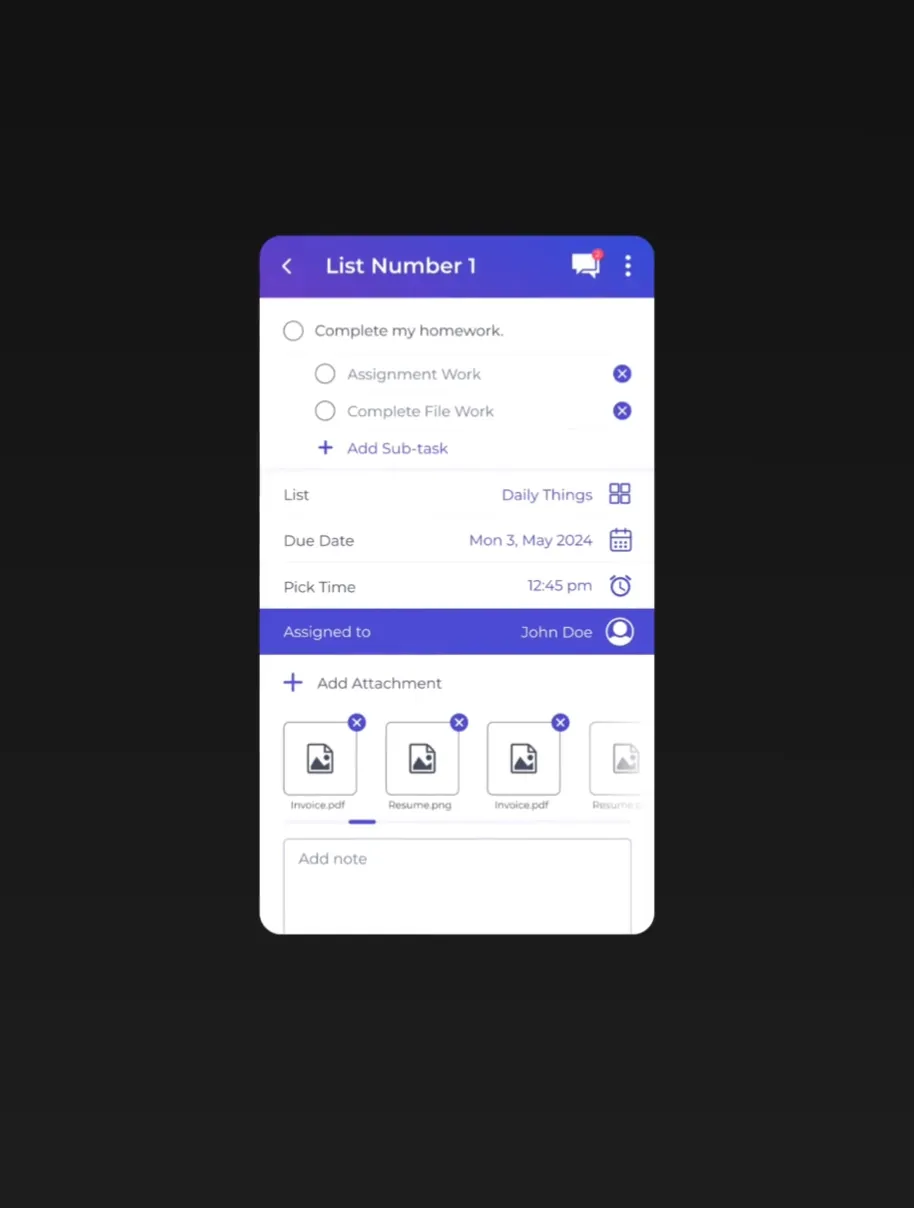 List Number 1
Complete my homework.
Assignment Work
Complete File Work
Add Sub-task
List Daily Things
Due Date Mon 3, May 2024
Pick Time 12:45 pm
Assigned to John Doe
Add Attachment
Invoice.pdf Resume.png Invoice.pdf
Add note